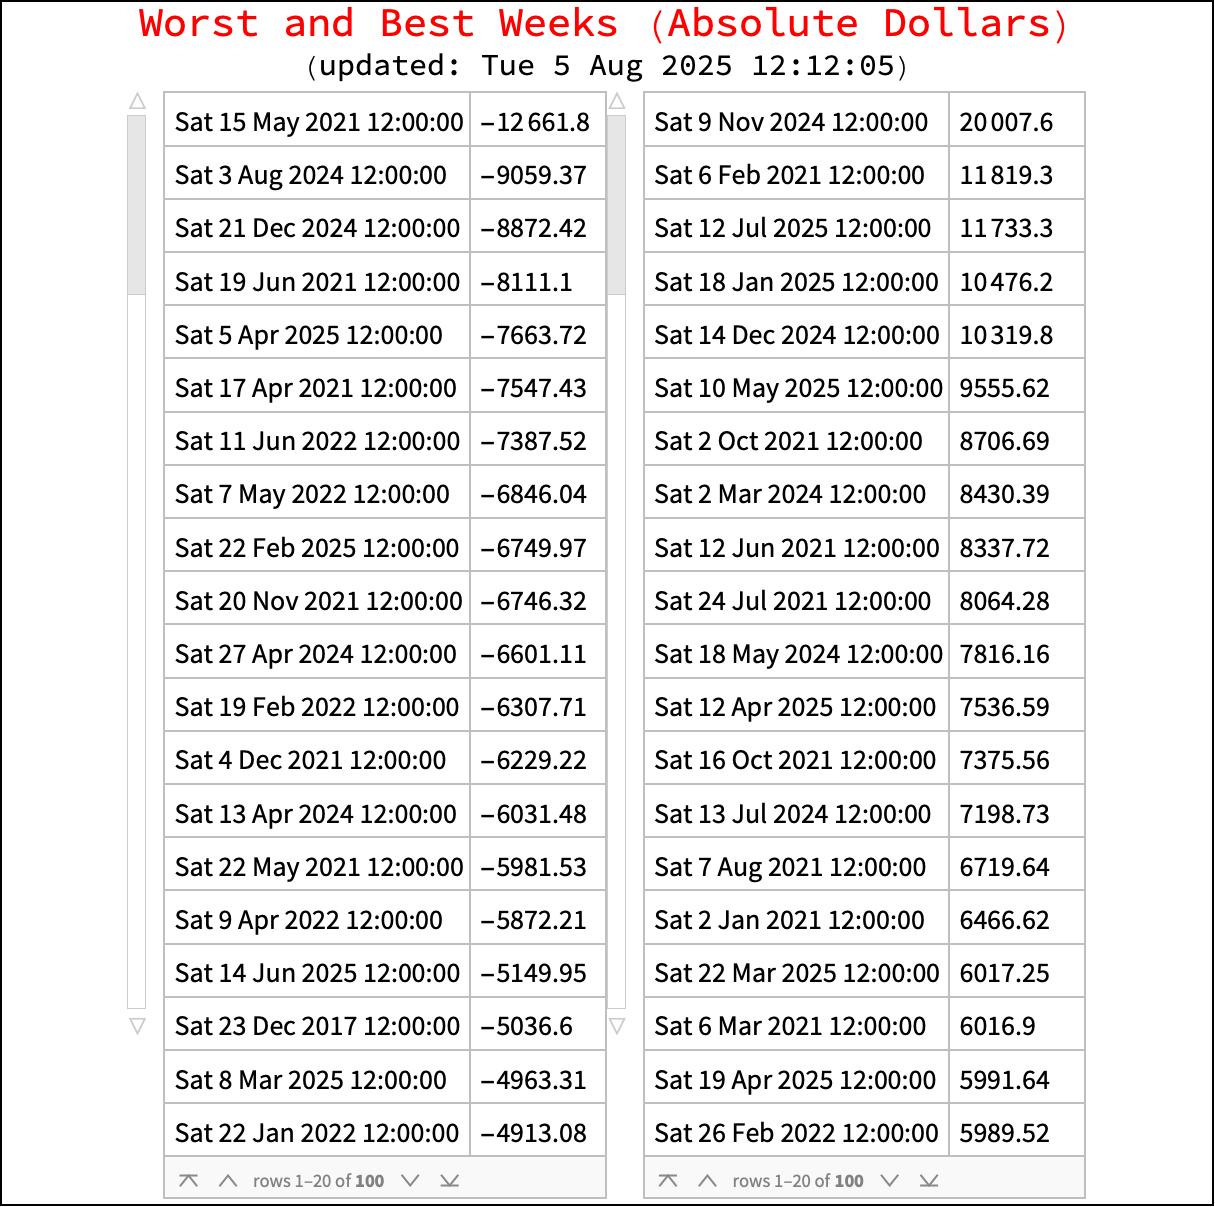 Worst and Best Weeks (Absolute Dollars)
(updated: Tue 5 Aug 2025 12:12:05)
Sat 15 May 2021 12:00:00 −12 661.8
Sat 3 Aug 2024 12:00:00 −9059.37
Sat 21 Dec 2024 12:00:00 −8872.42
Sat 19 Jun 2021 12:00:00 −8111.1
Sat 5 Apr 2025 12:00:00 −7663.72
Sat 17 Apr 2021 12:00:00 −7547.43
Sat 11 Jun 2022 12:00:00 −7387.52
Sat 7 May 2022 12:00:00 −6846.04
Sat 22 Feb 2025 12:00:00 −6749.97
Sat 20 Nov 2021 12:00:00 −6746.32
Sat 27 Apr 2024 12:00:00 −6601.11
Sat 19 Feb 2022 12:00:00 −6307.71
Sat 4 Dec 2021 12:00:00 −6229.22
Sat 13 Apr 2024 12:00:00 −6031.48
Sat 22 May 2021 12:00:00 −5981.53
Sat 9 Apr 2022 12:00:00 −5872.21
Sat 14 Jun 2025 12:00:00 −5149.95
Sat 23 Dec 2017 12:00:00 −5036.6
Sat 8 Mar 2025 12:00:00 −4963.31
Sat 22 Jan 2022 12:00:00 −4913.08
rows 1–20 of 100
Sat 9 Nov 2024 12:00:00 20 007.6
Sat 6 Feb 2021 12:00:00 11 819.3
Sat 12 Jul 2025 12:00:00 11 733.3
Sat 18 Jan 2025 12:00:00 10 476.2
Sat 14 Dec 2024 12:00:00 10 319.8
Sat 10 May 2025 12:00:00 9555.62
Sat 2 Oct 2021 12:00:00 8706.69
Sat 2 Mar 2024 12:00:00 8430.39
Sat 12 Jun 2021 12:00:00 8337.72
Sat 24 Jul 2021 12:00:00 8064.28
Sat 18 May 2024 12:00:00 7816.16
Sat 12 Apr 2025 12:00:00 7536.59
Sat 16 Oct 2021 12:00:00 7375.56
Sat 13 Jul 2024 12:00:00 7198.73
Sat 7 Aug 2021 12:00:00 6719.64
Sat 2 Jan 2021 12:00:00 6466.62
Sat 22 Mar 2025 12:00:00 6017.25
Sat 6 Mar 2021 12:00:00 6016.9
Sat 19 Apr 2025 12:00:00 5991.64
Sat 26 Feb 2022 12:00:00 5989.52
rows 1–20 of 100